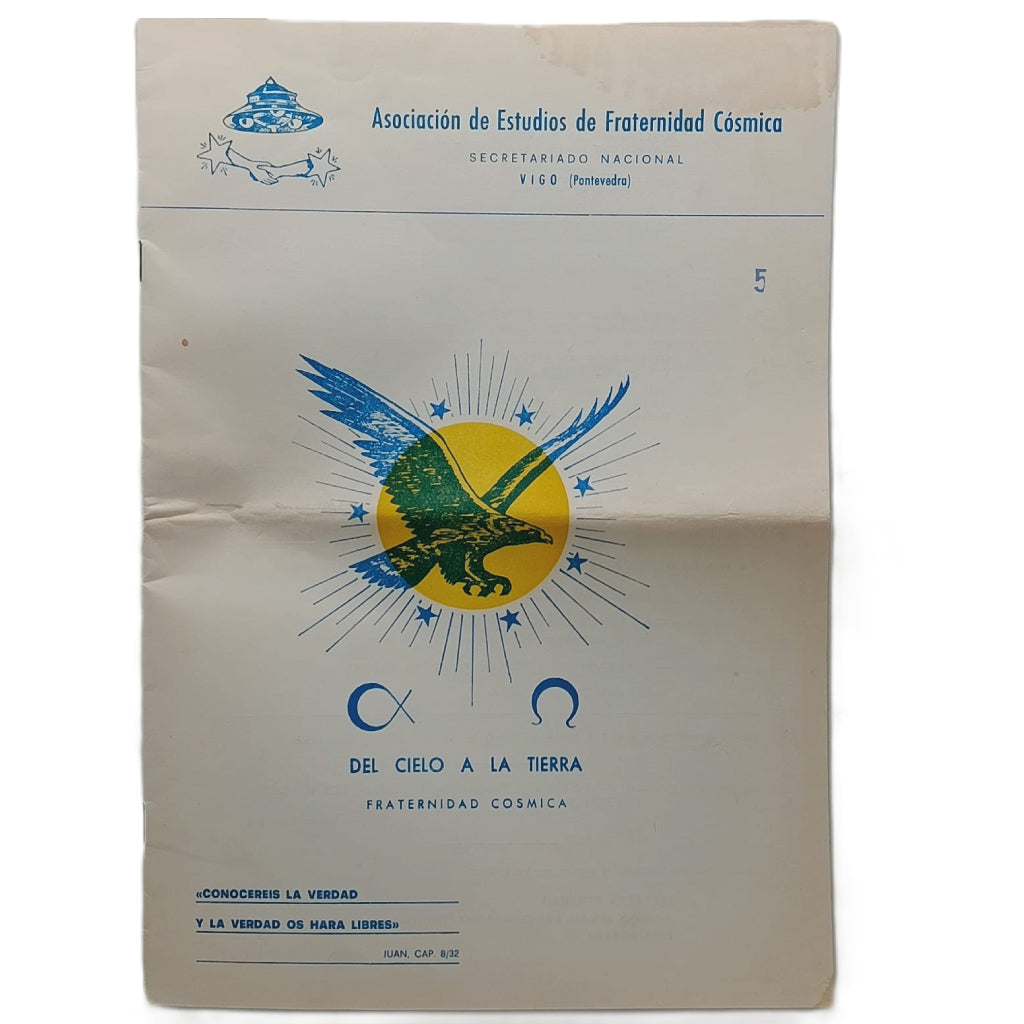 Asociación de Estudios de Fraternidad Cósmica
SECRETARIADO NACIONAL
VIGO (Pontevedra)
5
α Ω
DEL CIELO A LA TIERRA
FRATERNIDAD COSMICA
«CONOCEREIS LA VERDAD
Y LA VERDAD OS HARA LIBRES»
JUAN, CAP. 8/32